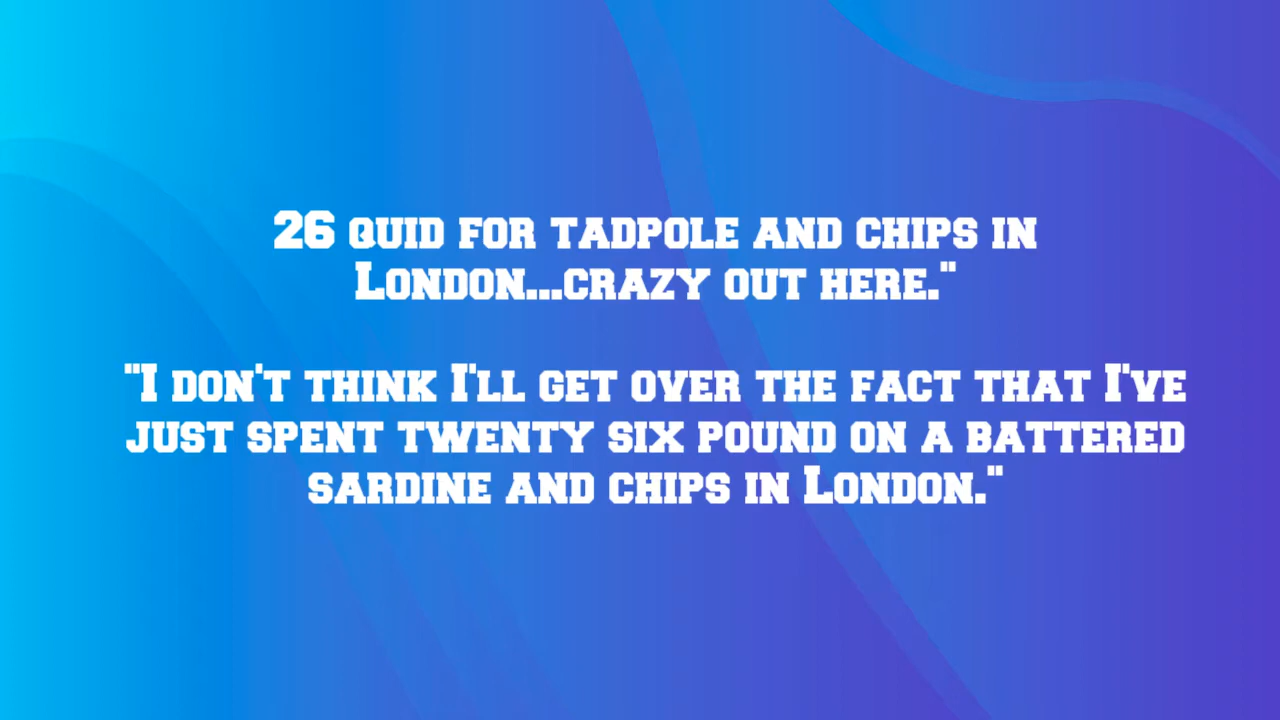 26 quid for tadpole and chips in
London...crazy out here."
"I don't think I'll get over the fact that I've
just spent twenty six pound on a battered
sardine and chips in London."